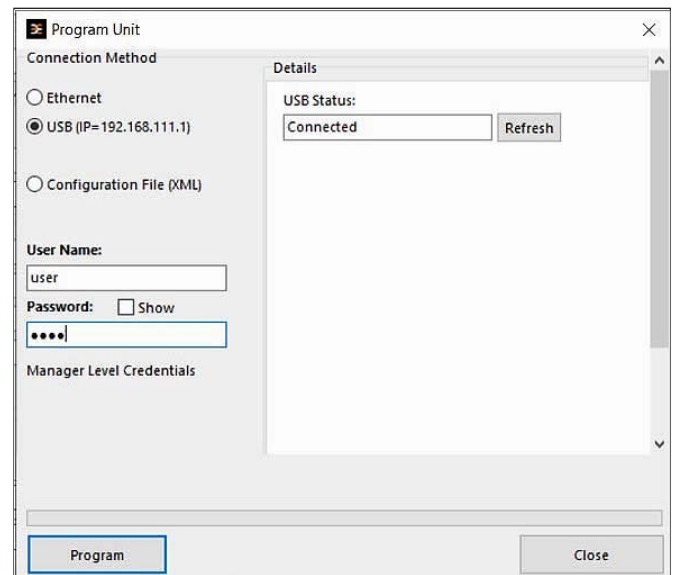 Program Unit
Connection Method
Ethernet
USB (IP=192.168.111.1)
Configuration File (XML)
User Name:
user
Password: Show
••••
Manager Level Credentials
Details
USB Status:
Connected Refresh
Program Close